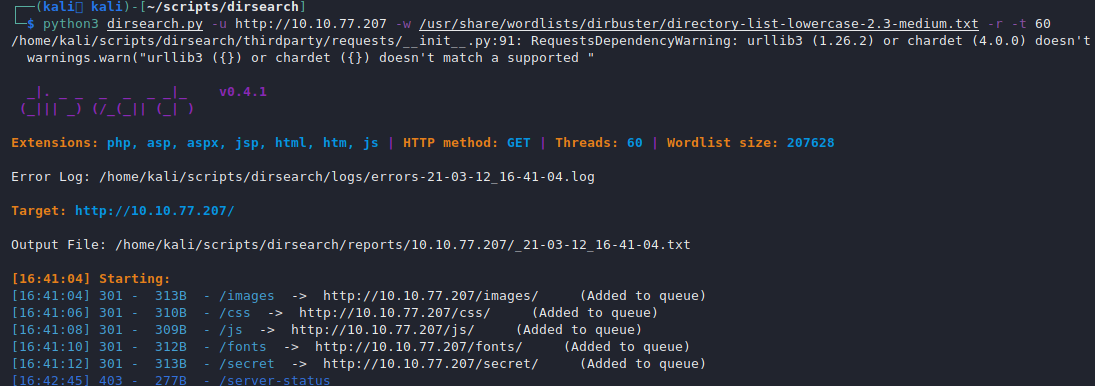 ┌──(kali㉿kali)-[~/scripts/dirsearch]
└─$ python3 dirsearch.py -u http://10.10.77.207 -w /usr/share/wordlists/dirbuster/directory-list-lowercase-2.3-medium.txt -r -t 60
/home/kali/scripts/dirsearch/thirdparty/requests/__init__.py:91: RequestsDependencyWarning: urllib3 (1.26.2) or chardet (4.0.0) doesn't
  warnings.warn("urllib3 ({}) or chardet ({}) doesn't match a supported "
  _|. _ _  _  _  _ _|_    v0.4.1
 (_||| _) (/_(_|| (_| )
Extensions: php, asp, aspx, jsp, html, htm, js | HTTP method: GET | Threads: 60 | Wordlist size: 207628
Error Log: /home/kali/scripts/dirsearch/logs/errors-21-03-12_16-41-04.log
Target: http://10.10.77.207/
Output File: /home/kali/scripts/dirsearch/reports/10.10.77.207/_21-03-12_16-41-04.txt
[16:41:04] Starting:
[16:41:04] 301 -  313B  - /images  ->  http://10.10.77.207/images/     (Added to queue)
[16:41:06] 301 -  310B  - /css  ->  http://10.10.77.207/css/     (Added to queue)
[16:41:08] 301 -  309B  - /js  ->  http://10.10.77.207/js/     (Added to queue)
[16:41:10] 301 -  312B  - /fonts  ->  http://10.10.77.207/fonts/     (Added to queue)
[16:41:12] 301 -  313B  - /secret  ->  http://10.10.77.207/secret/     (Added to queue)
[16:42:45] 403 -  277B  - /server-status